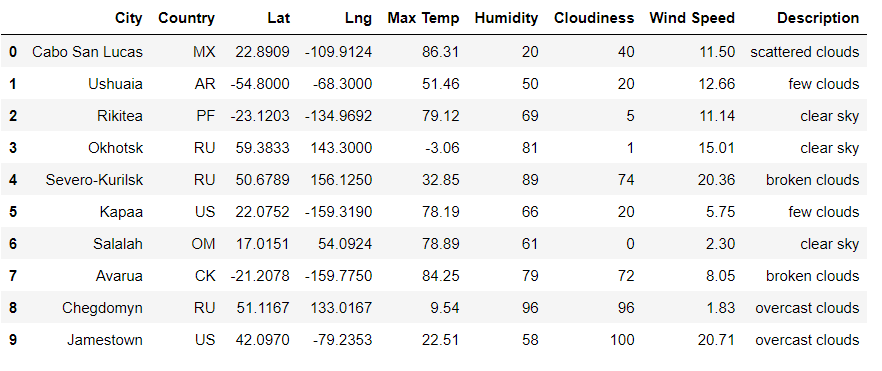 City Country Lat Lng Max Temp Humidity Cloudiness Wind Speed Description
0 Cabo San Lucas MX 22.8909 -109.9124 86.31 20 40 11.50 scattered clouds
1 Ushuaia AR -54.8000 -68.3000 51.46 50 20 12.66 few clouds
2 Rikitea PF -23.1203 -134.9692 79.12 69 5 11.14 clear sky
3 Okhotsk RU 59.3833 143.3000 -3.06 81 1 15.01 clear sky
4 Severo-Kurilsk RU 50.6789 156.1250 32.85 89 74 20.36 broken clouds
5 Kapaa US 22.0752 -159.3190 78.19 66 20 5.75 few clouds
6 Salalah OM 17.0151 54.0924 78.89 61 0 2.30 clear sky
7 Avarua CK -21.2078 -159.7750 84.25 79 72 8.05 broken clouds
8 Chegdomyn RU 51.1167 133.0167 9.54 96 96 1.83 overcast clouds
9 Jamestown US 42.0970 -79.2353 22.51 58 100 20.71 overcast clouds